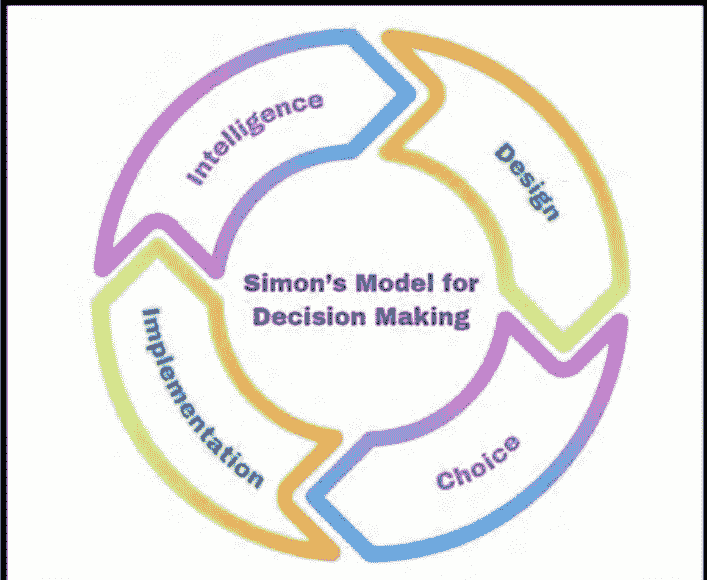 Intelligence
Design
Simon's Model for
Decision Making
Implementation
Choice